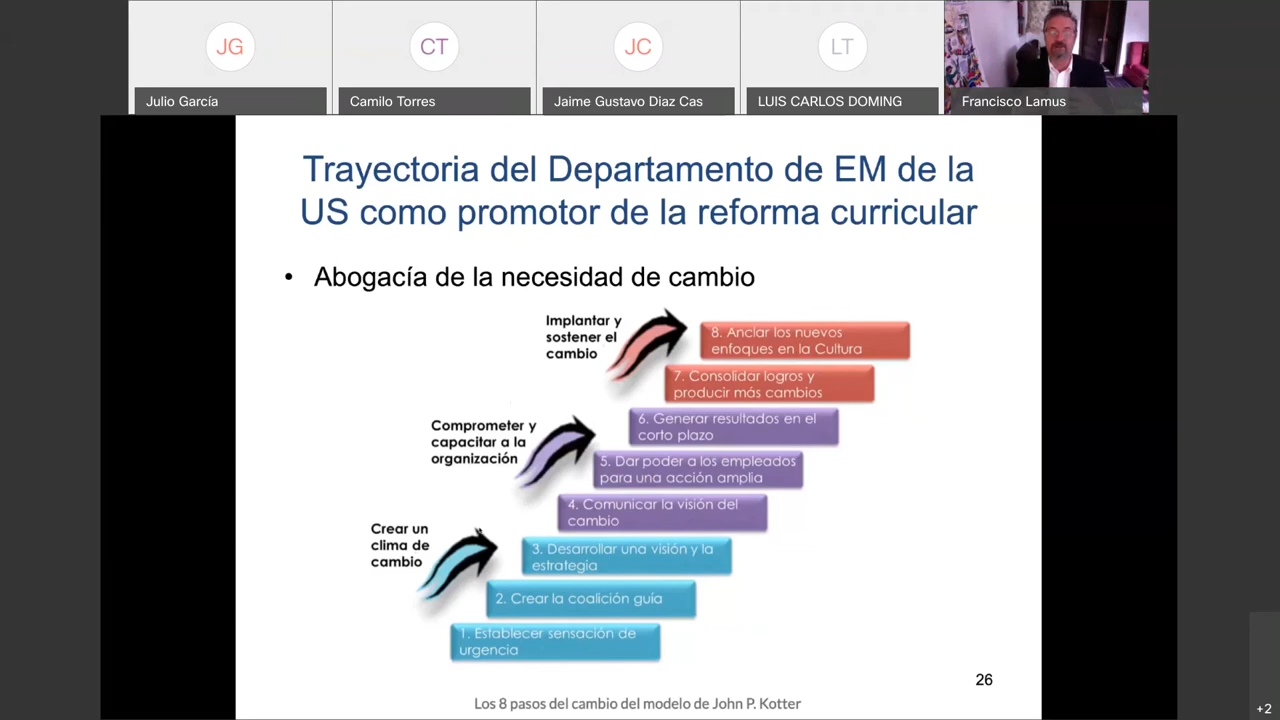 JG
CT
JC
LT
Julio García
Camilo Torres
Jaime Gustavo Diaz Cas
LUIS CARLOS DOMING
Francisco Lamus
Trayectoria del Departamento de EM de la
US como promotor de la reforma curricular
• Abogacía de la necesidad de cambio
Implantar y
sostener el
cambio
8. Anclar los nuevos
enfoques en la Cultura
7. Consolidar logros y
producir más cambios
Comprometer y
capacitar a la
organización
6. Generar resultados en el
corto plazo
5. Dar poder a los empleados
para una acción amplia
4. Comunicar la visión del
cambio
Crear un
clima de
cambio
3. Desarrollar una visión y la
estrategia
2. Crear la coalición guía
1. Establecer sensación de
urgencia
26
Los 8 pasos del cambio del modelo de John P. Kotter
+2